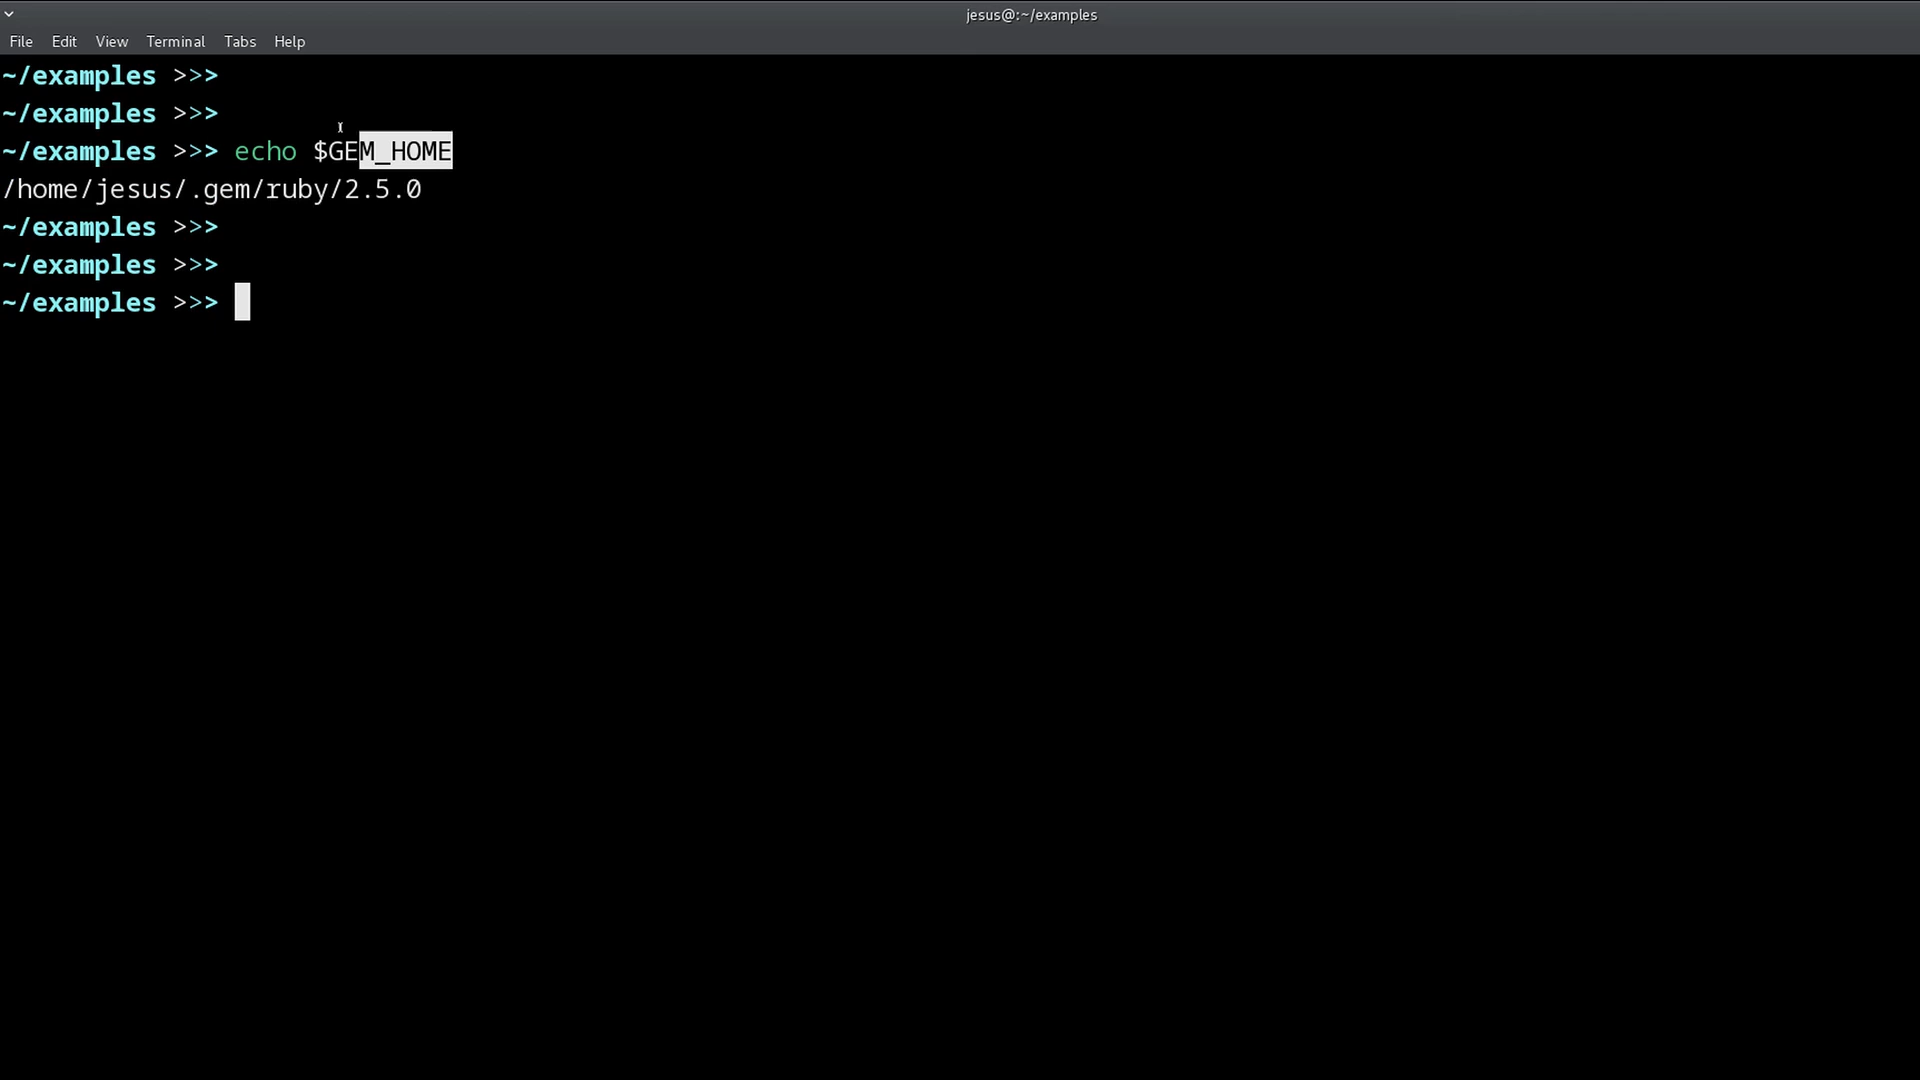 jesus@:~/examples
File Edit View Terminal Tabs Help
~/examples >>>
~/examples >>>
~/examples >>> echo $GEM_HOME
/home/jesus/.gem/ruby/2.5.0
~/examples >>>
~/examples >>>
~/examples >>>